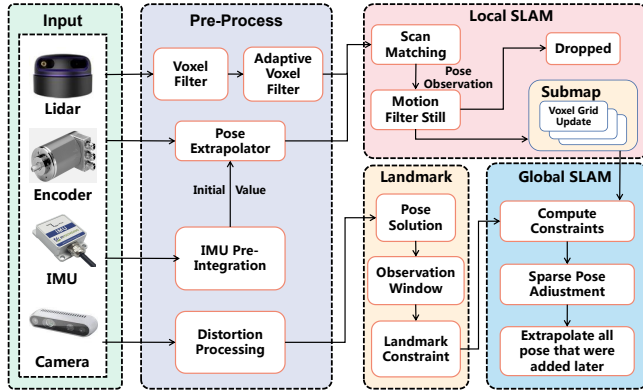 Input
Lidar
Encoder
IMU
IMU
Camera
Pre-Process
Voxel
Filter
Adaptive
Voxel
Filter
Pose
Extrapolator
Initial Value
IMU Pre-
Integration
Distortion
Processing
Local SLAM
Scan
Matching
Dropped
Pose
Observation
Motion
Filter Still
Submap
Voxel Grid
Update
Landmark
Pose
Solution
Observation
Window
Landmark
Constraint
Global SLAM
Compute
Constraints
Sparse Pose
Adiustment
Extrapolate all
pose that were
added later